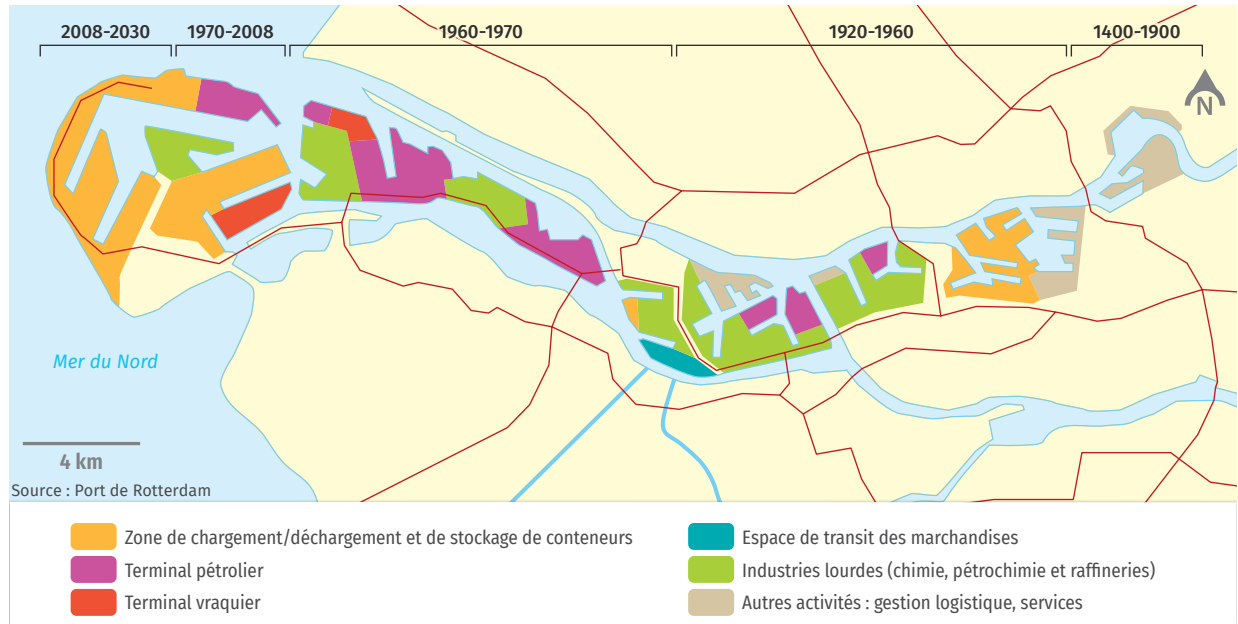 2008-2030
1970-2008
1960-1970
1920-1960
1400-1900
N
Mer du Nord
4 km
Source : Port de Rotterdam
Zone de chargement/déchargement et de stockage de conteneurs
Terminal pétrolier
Terminal vraquier
Espace de transit des marchandises
Industries lourdes (chimie, pétrochimie et raffineries)
Autres activités : gestion logistique, services